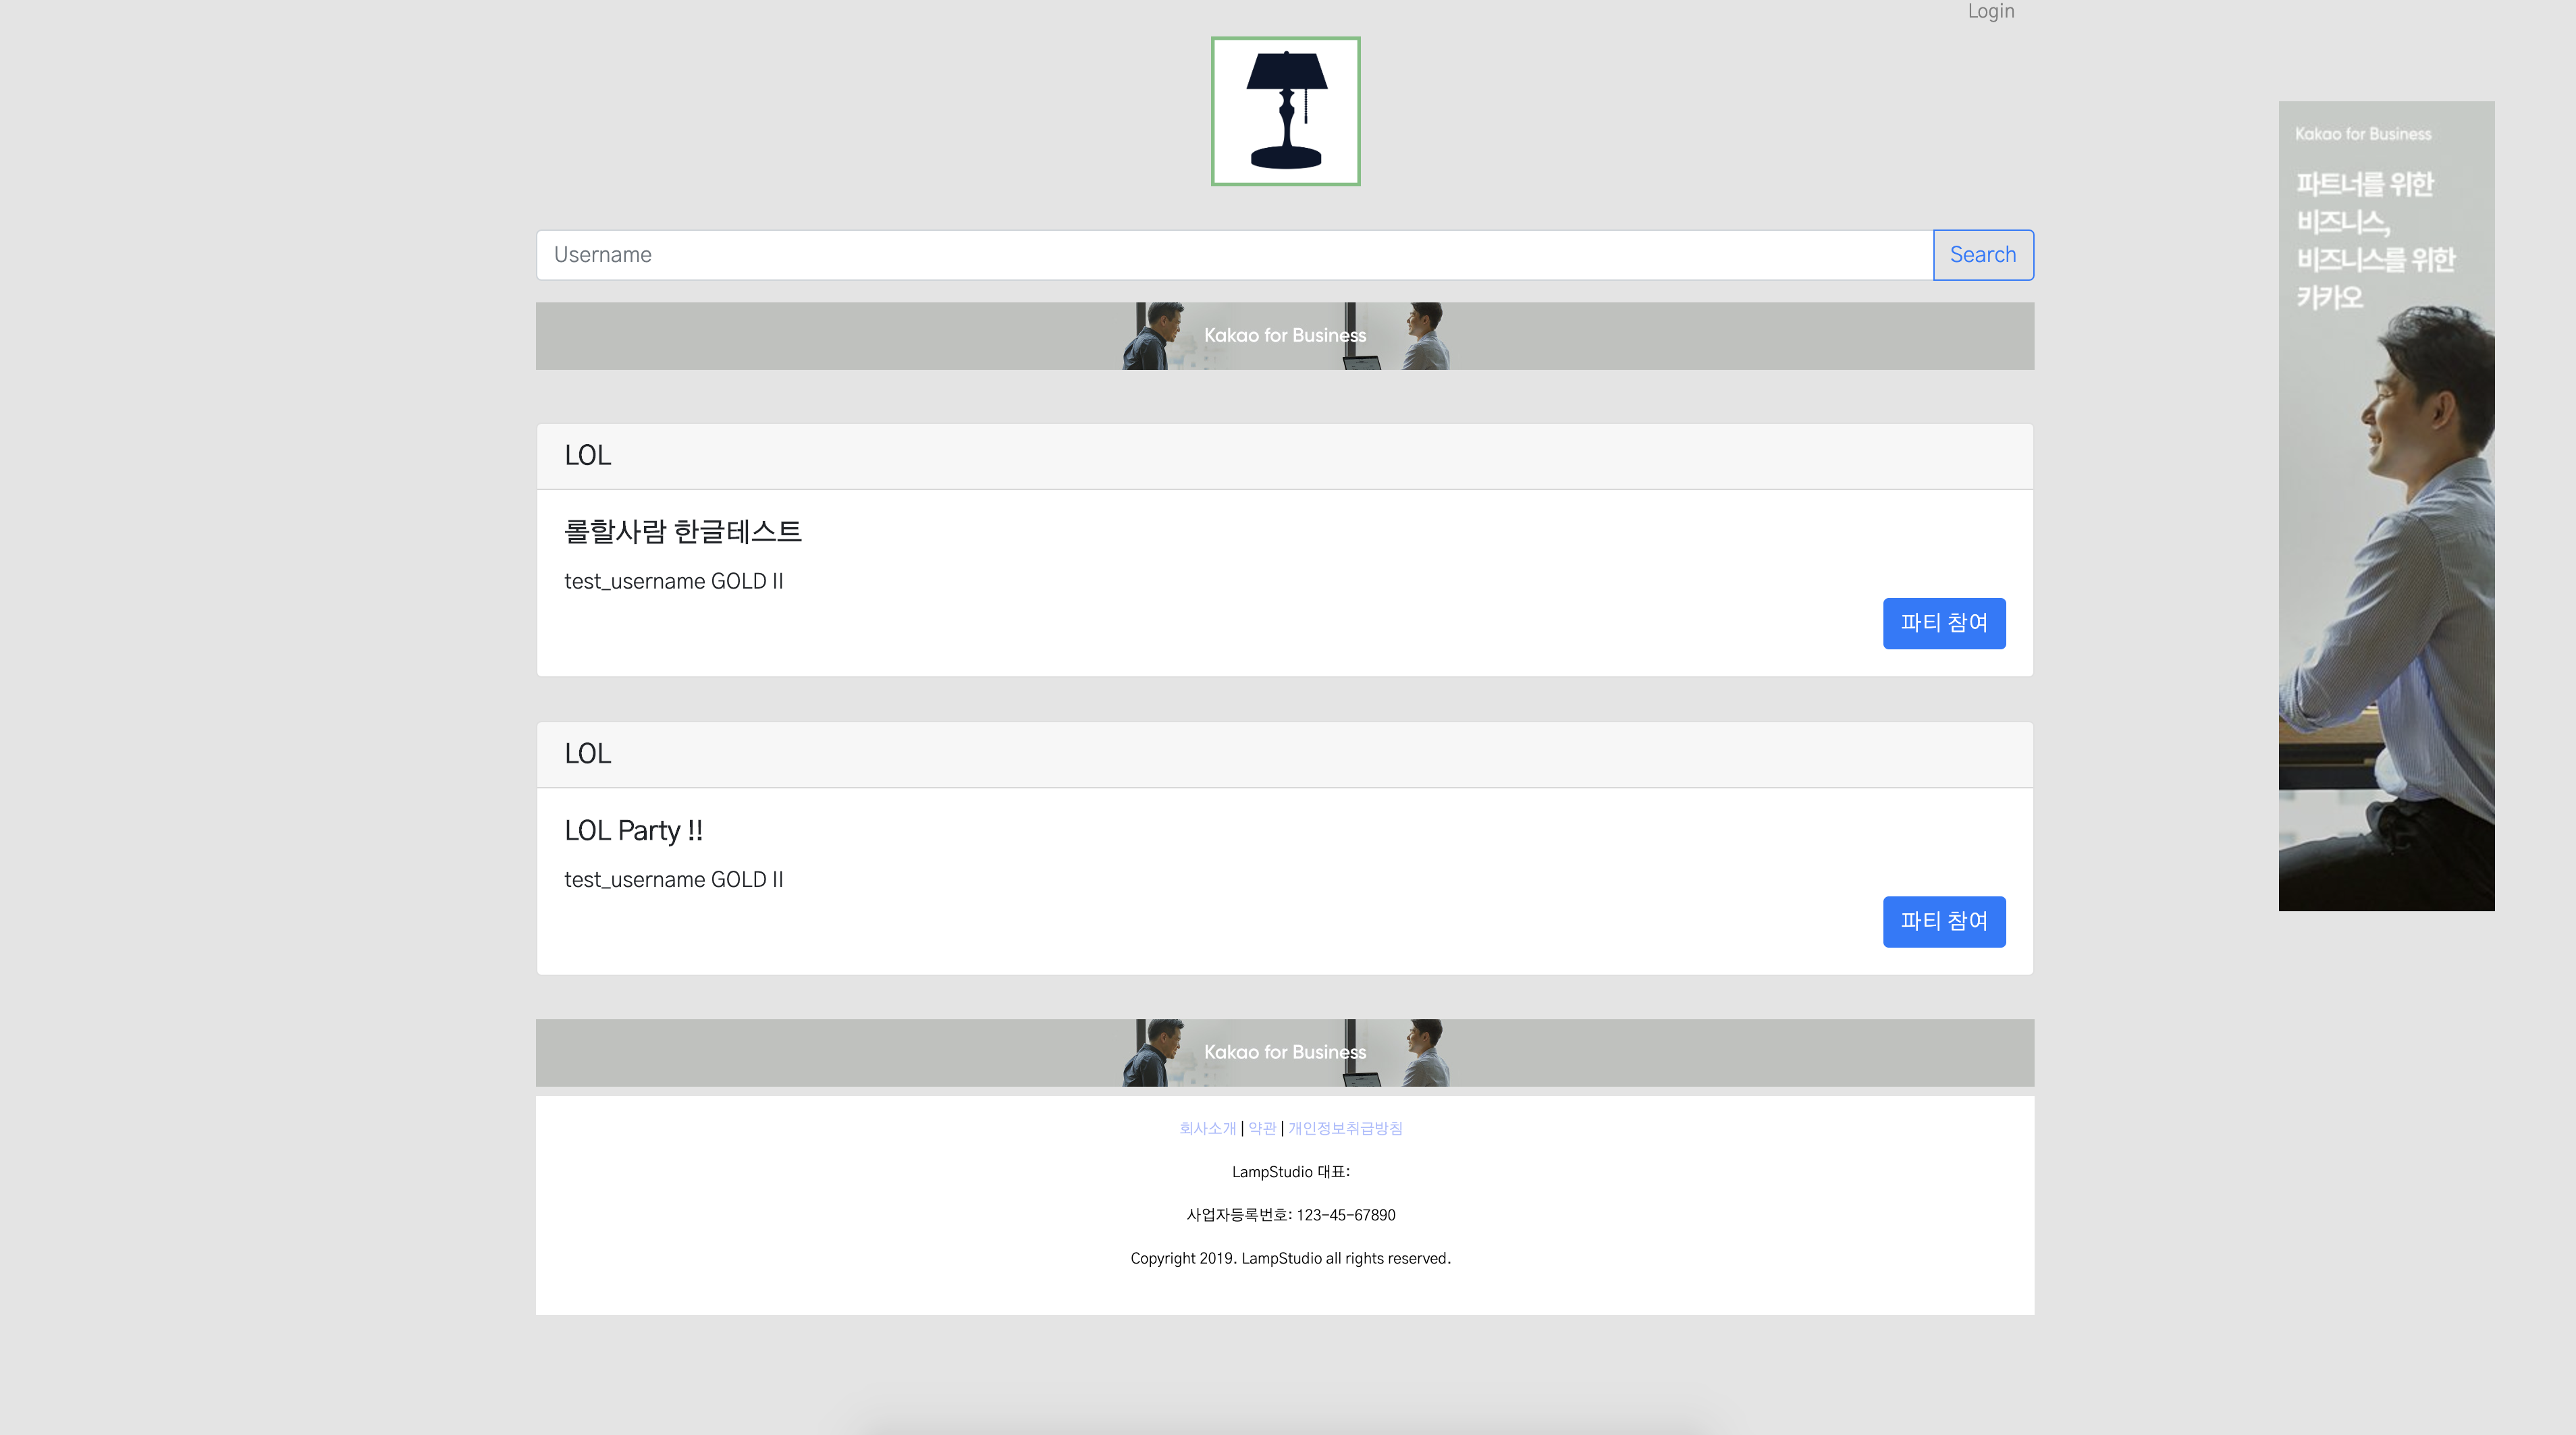 Login
Username
Search
Kakao for Business
LOL
롤할사람 한글테스트
test_username GOLD II
파티 참여
LOL
LOL Party !!
test_username GOLD II
파티 참여
Kakao for Business
회사소개 | 약관 | 개인정보취급방침
LampStudio 대표:
사업자등록번호: 123-45-67890
Copyright 2019. LampStudio all rights reserved.
Kakao for Business
파트너를 위한
비즈니스,
비즈니스를 위한
카카오